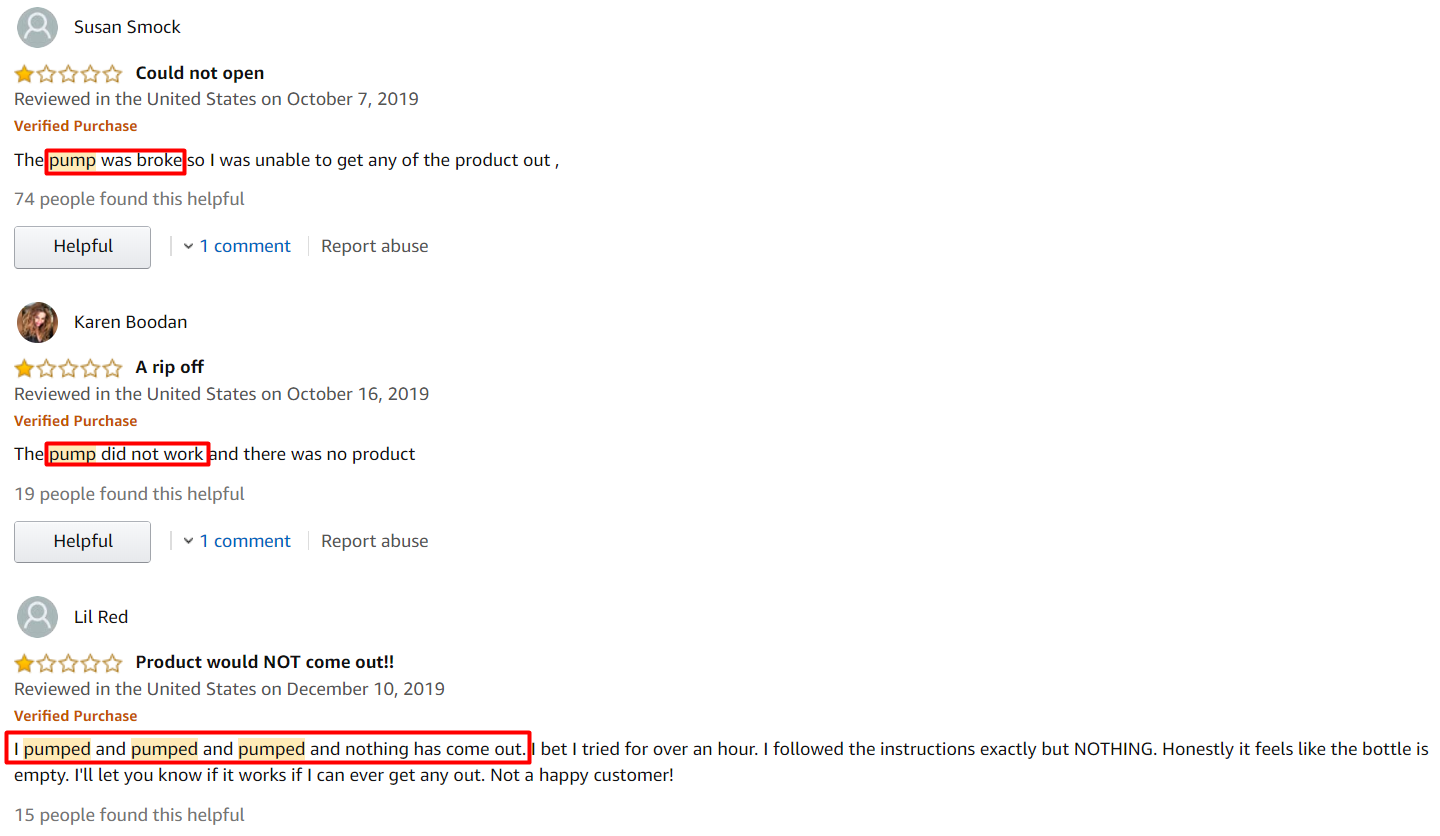 Susan Smock
Could not open
Reviewed in the United States on October 7, 2019
Verified Purchase
The pump was broke so I was unable to get any of the product out ,
74 people found this helpful
Helpful 1 comment Report abuse
Karen Boodan
A rip off
Reviewed in the United States on October 16, 2019
Verified Purchase
The pump did not work and there was no product
19 people found this helpful
Helpful 1 comment Report abuse
Lil Red
Product would NOT come out!!
Reviewed in the United States on December 10, 2019
Verified Purchase
I pumped and pumped and pumped and nothing has come out. I bet I tried for over an hour. I followed the instructions exactly but NOTHING. Honestly it feels like the bottle is
empty. I'll let you know if it works if I can ever get any out. Not a happy customer!
15 people found this helpful